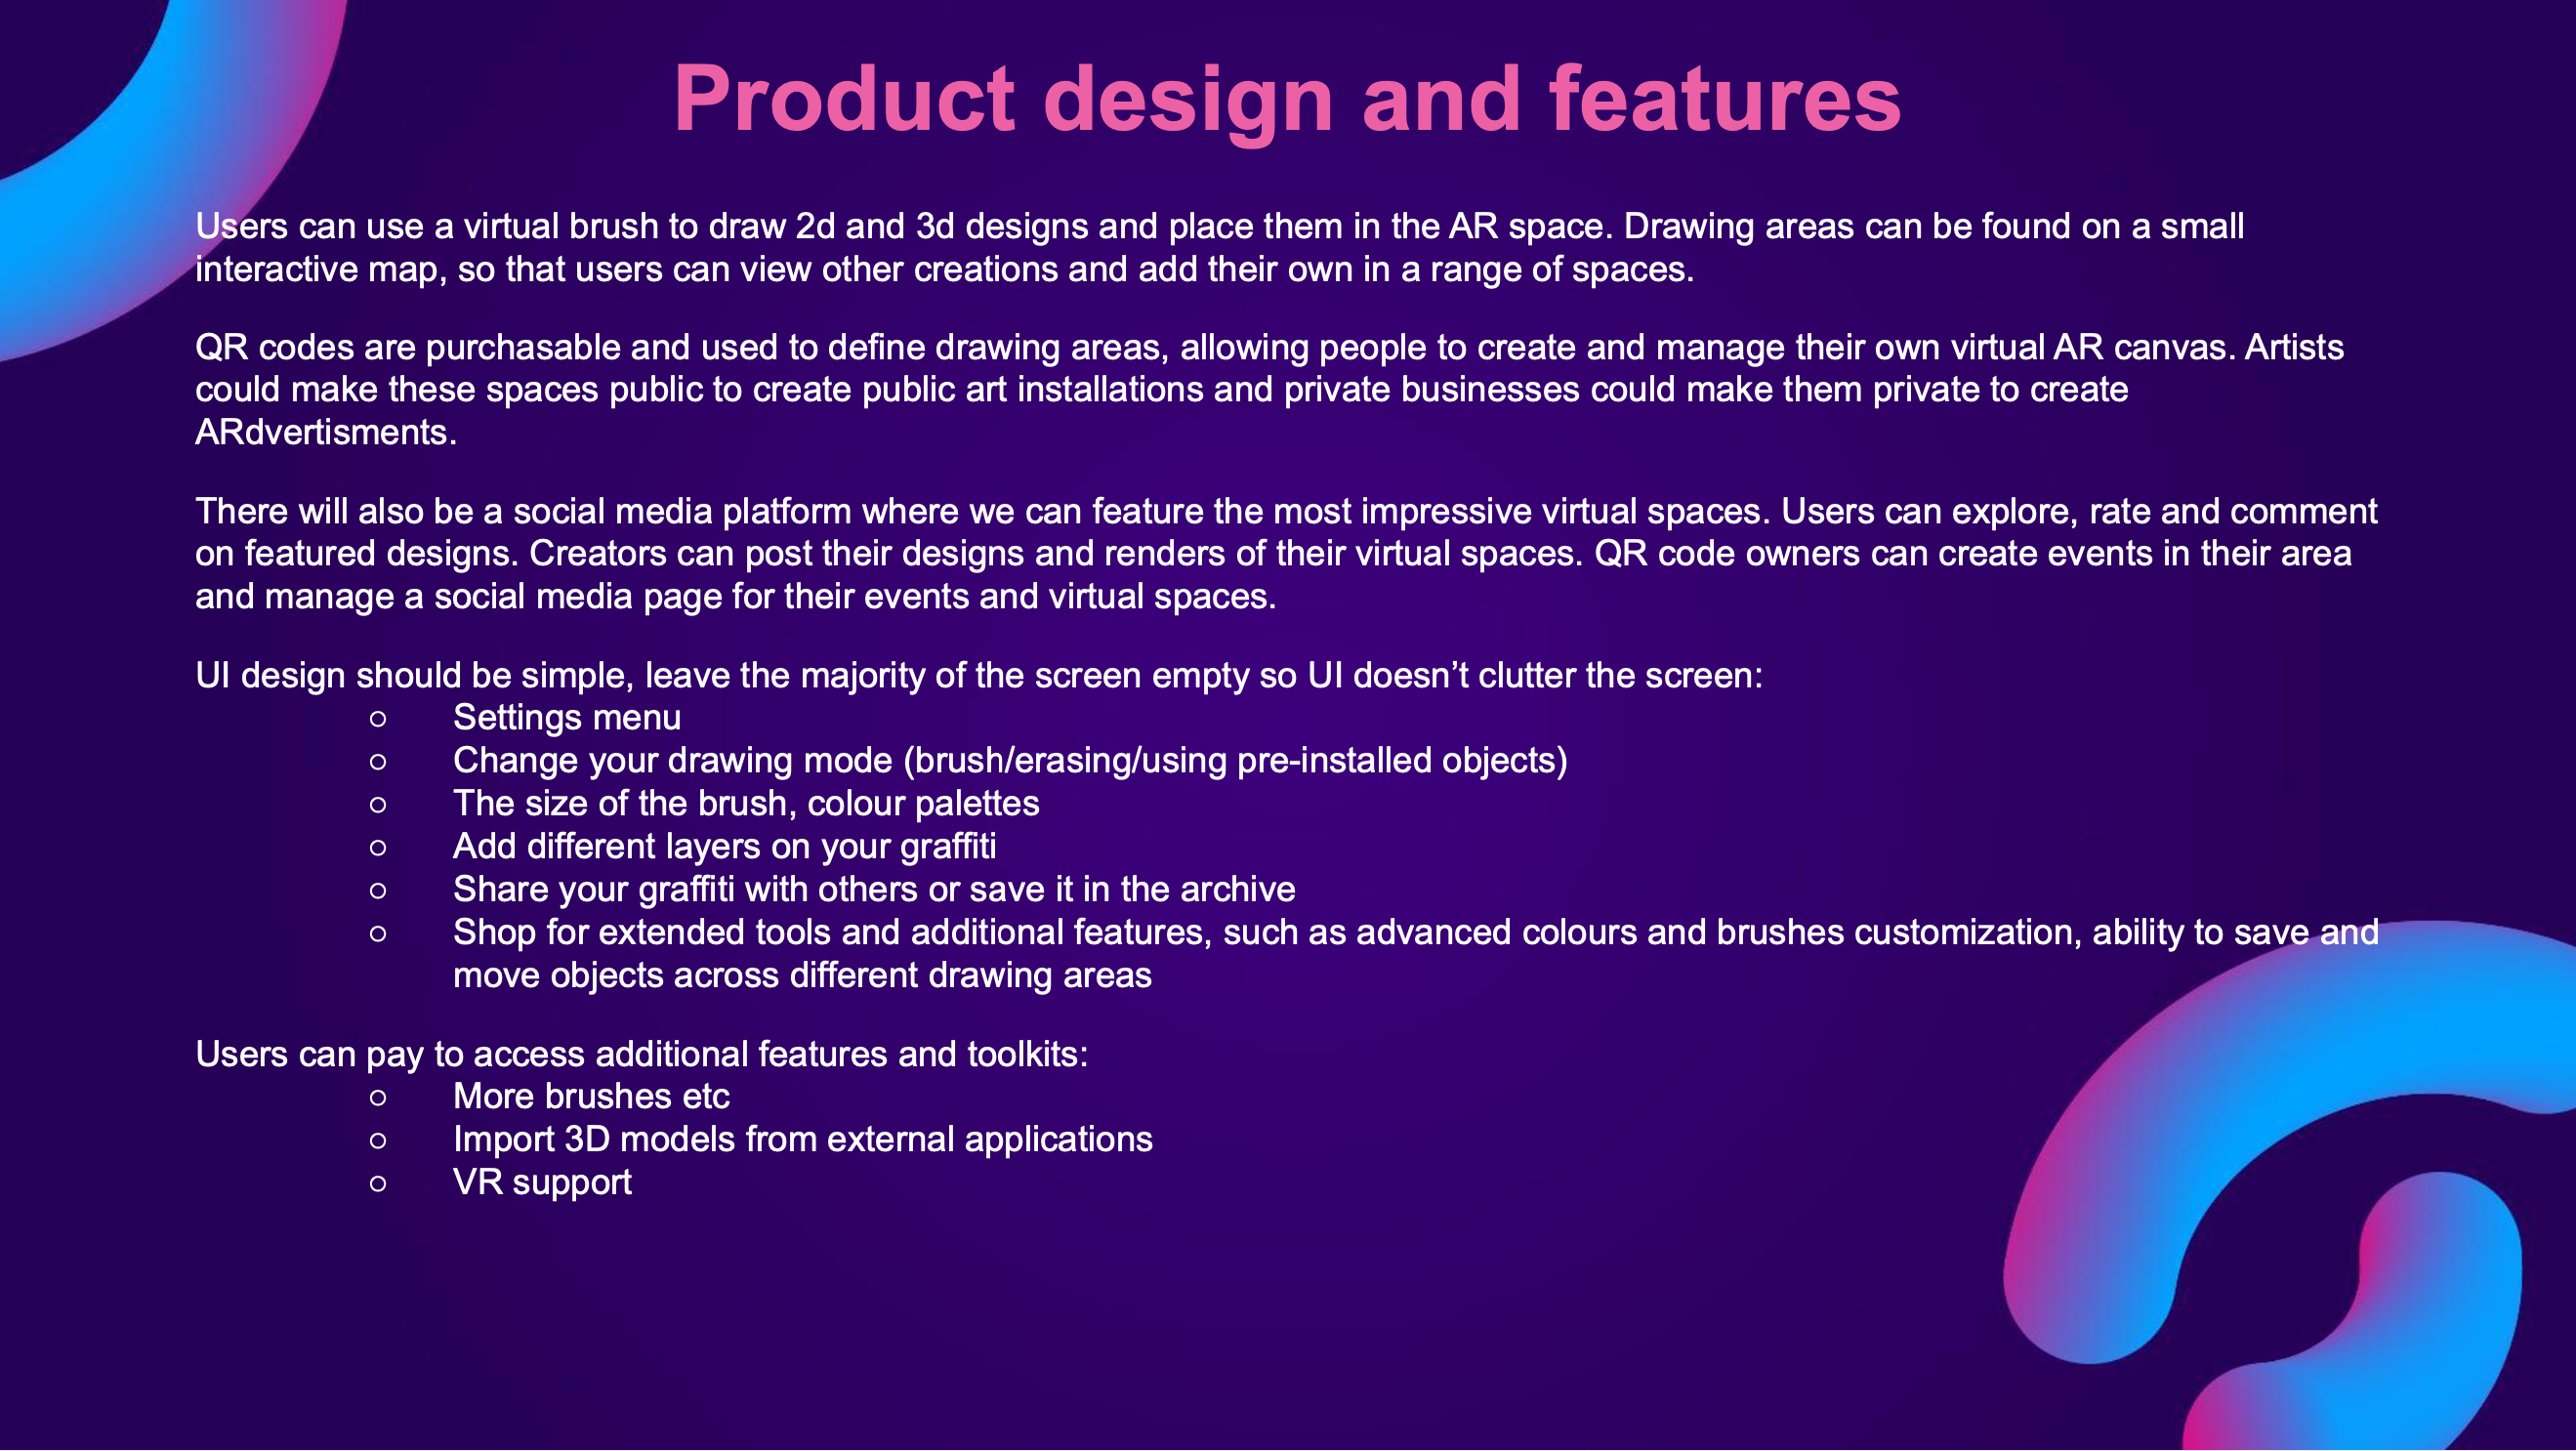 Product design and features
Users can use a virtual brush to draw 2d and 3d designs and place them in the AR space. Drawing areas can be found on a small
interactive map, so that users can view other creations and add their own in a range of spaces.
QR codes are purchasable and used to define drawing areas, allowing people to create and manage their own virtual AR canvas. Artists
could make these spaces public to create public art installations and private businesses could make them private to create
ARdvertisments.
There will also be a social media platform where we can feature the most impressive virtual spaces. Users can explore, rate and comment
on featured designs. Creators can post their designs and renders of their virtual spaces. QR code owners can create events in their area
and manage a social media page for their events and virtual spaces.
UI design should be simple, leave the majority of the screen empty so UI doesn’t clutter the screen:
○ Settings menu
○ Change your drawing mode (brush/erasing/using pre-installed objects)
○ The size of the brush, colour palettes
○ Add different layers on your graffiti
○ Share your graffiti with others or save it in the archive
○ Shop for extended tools and additional features, such as advanced colours and brushes customization, ability to save and
move objects across different drawing areas
Users can pay to access additional features and toolkits:
○ More brushes etc
○ Import 3D models from external applications
○ VR support